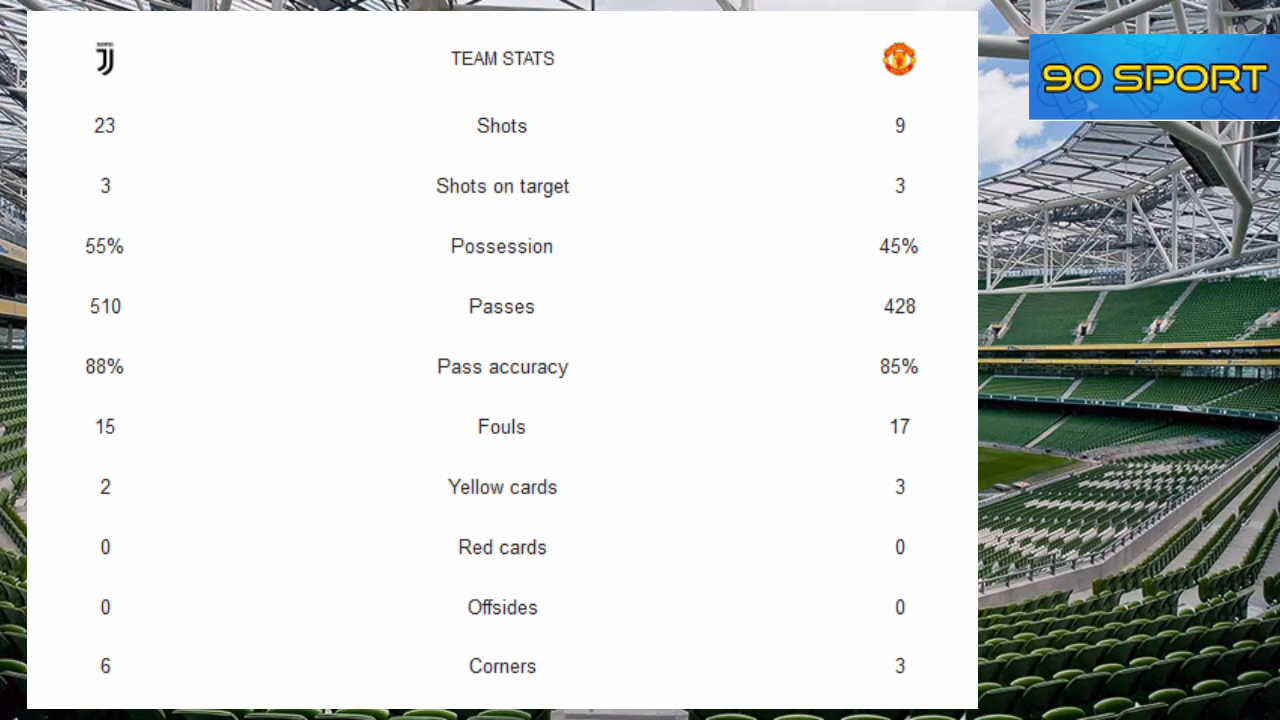 TEAM STATS
90 SPORT
23 Shots 9
3 Shots on target 3
55% Possession 45%
510 Passes 428
88% Pass accuracy 85%
15 Fouls 17
2 Yellow cards 3
0 Red cards 0
0 Offsides 0
6 Corners 3